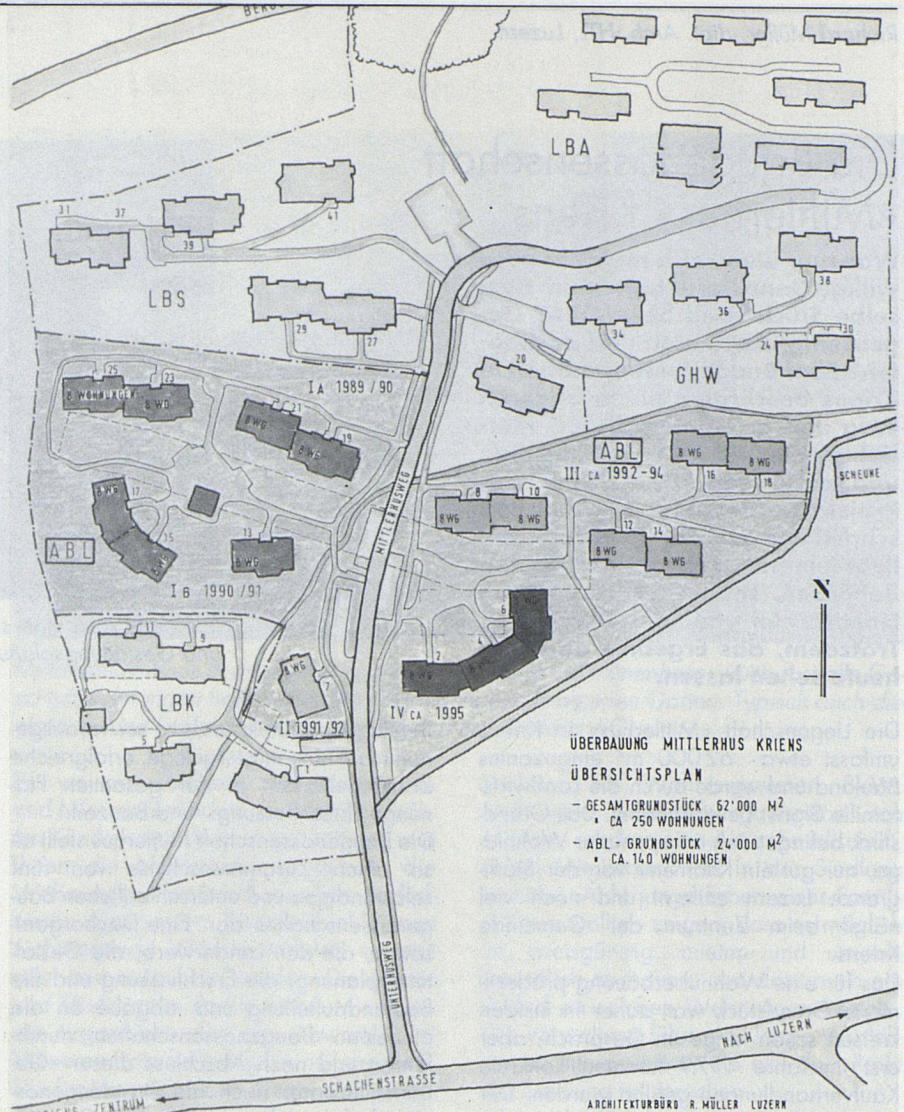 LBA
31
37
39
41
LBS
29
27
38
36
34
30
24
20
GHW
I A 1989/90
25
23
8 WOHNUNGEN
8 WO
21
19
8 WG
8 WG
MITTLERHUSWEG
ABL
III CA 1992-94
8 WG
8 WG
16
18
SCHEUNE
8 WG
17
15
ABL
13
8 WG
8
10
8 WG
8 WG
12
14
8 WG
8 WG
I B 1990/91
N
6
4
2
8 WG
IV CA 1995
11
9
LBK
5
II 1991/92
1
ÜBERBAUUNG MITTLERHUS KRIENS
ÜBERSICHTSPLAN
– GESAMTGRUNDSTÜCK 62'000 M²
CA. 250 WOHNUNGEN
– ABL-GRUNDSTÜCK 24'000 M²
CA. 140 WOHNUNGEN
NACH LUZERN
SCHACHENSTRASSE
ZENTRUM
ARCHITEKTURBÜRO R. MÜLLER LUZERN